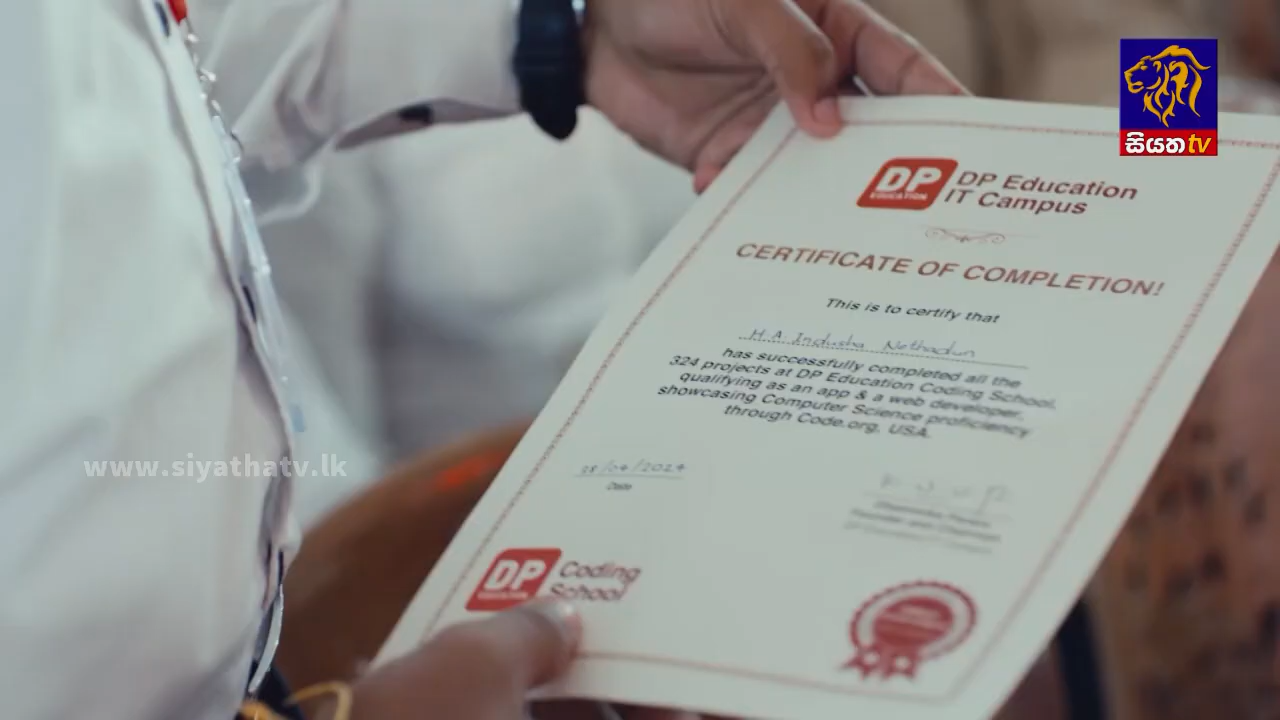 සියත tv
DP
EDUCATION
DP Education
IT Campus
CERTIFICATE OF COMPLETION!
This is to certify that
H.A. Indusha Nethadun
has successfully completed all the
324 projects at DP Education Coding School,
qualifying as an app & a web developer,
showcasing Computer Science proficiency
through Code.org, USA.
www.siyathatv.lk
/04/2024
Date
DP
Coding
School